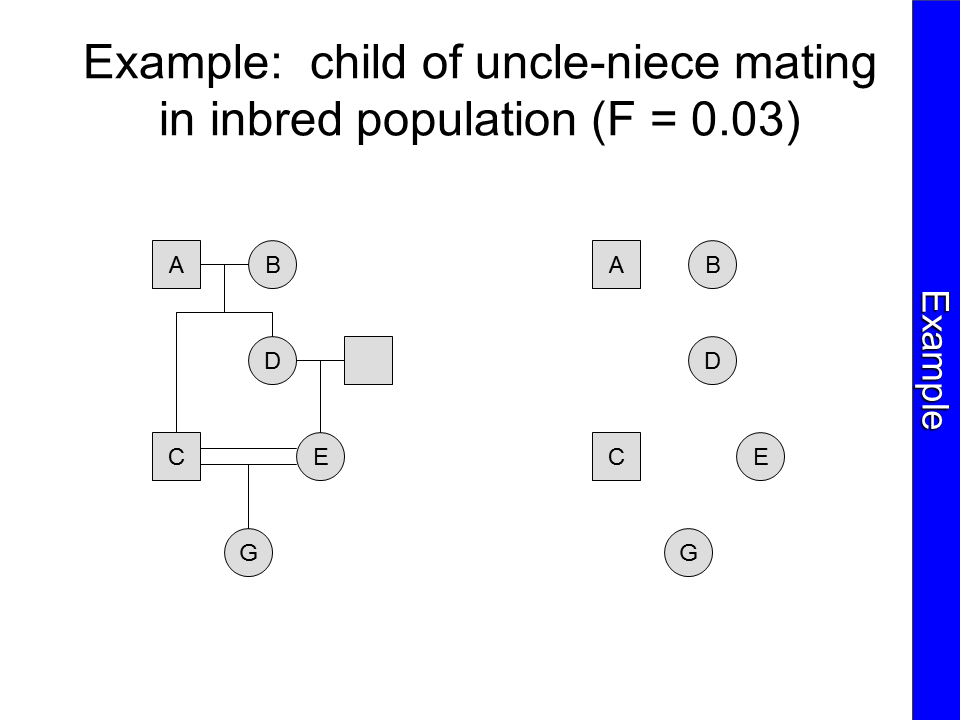 Example:  child of uncle-niece mating
in inbred population (F = 0.03)
A B A B
D D
C E C E
G G
Example